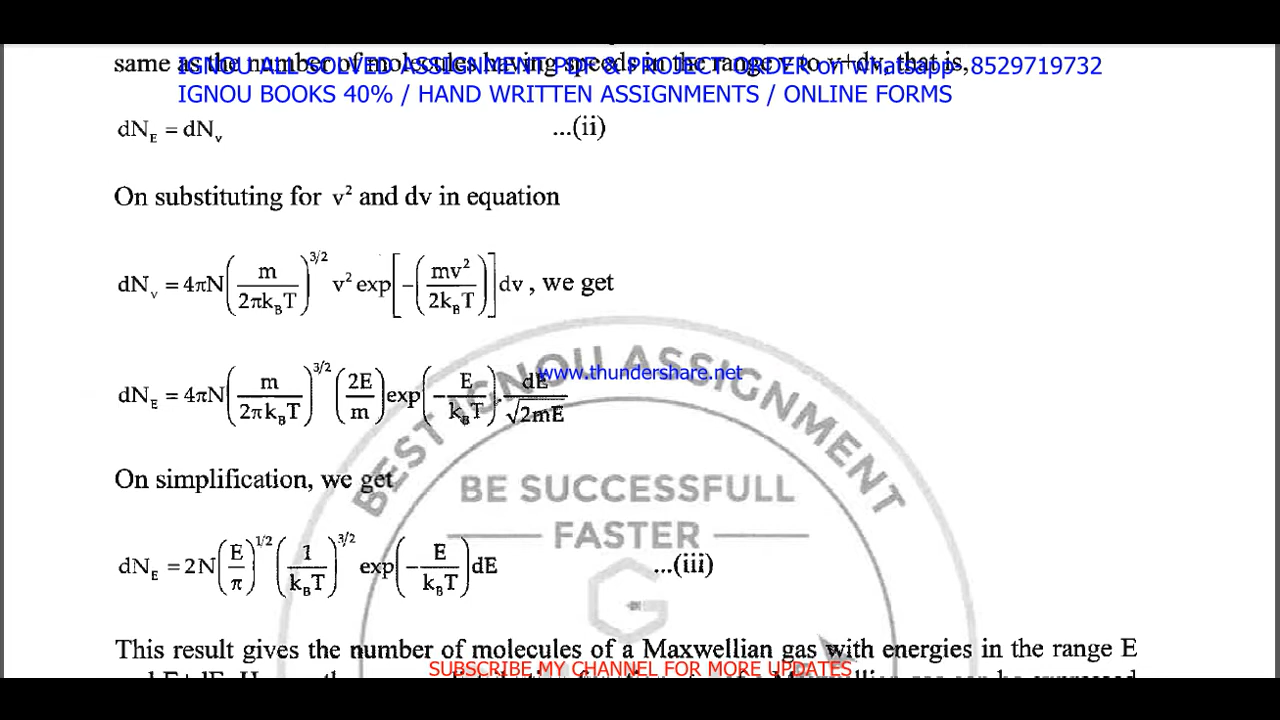 same as the number of molecules having speeds in the range v to v+dv, that is,
IGNOU ALL SOLVED ASSIGNMENT PDF & PROJECT ORDER on whatsapp- 8529719732
IGNOU BOOKS 40% / HAND WRITTEN ASSIGNMENTS / ONLINE FORMS
dN_E = dN_v ...(ii)
On substituting for v² and dv in equation
dN_v = 4πN(m/2πk_BT)^3/2 v² exp[-(mv²/2k_BT)]dv, we get
dN_E = 4πN(m/2πk_BT)^3/2 (2E/m)exp(-E/k_BT).dE/√2mE
www.thundershare.net
BEST IGNOU ASSIGNMENT
On simplification, we get
BE SUCCESSFULL
FASTER
dN_E = 2N(E/π)^1/2 (1/k_BT)^3/2 exp(-E/k_BT)dE ...(iii)
This result gives the number of molecules of a Maxwellian gas with energies in the range E
SUBSCRIBE MY CHANNEL FOR MORE UPDATES